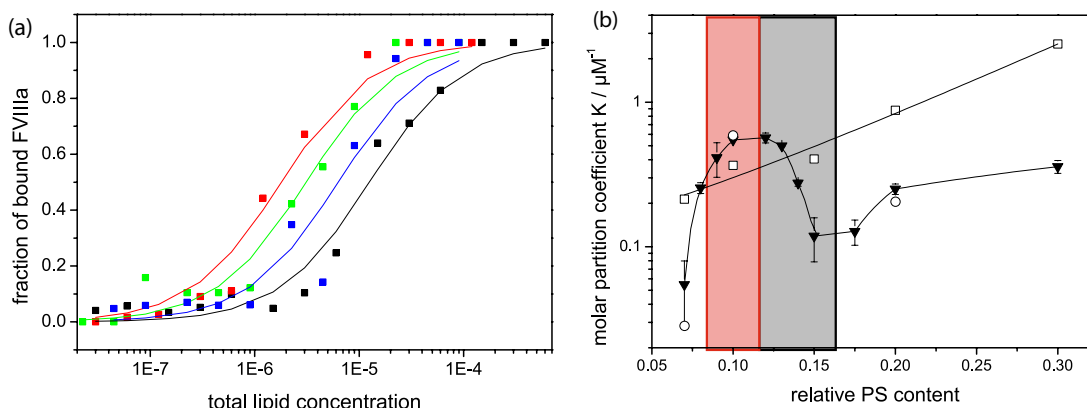 (a)
fraction of bound FVIIIa
1.0
0.8
0.6
0.4
0.2
0.0
1E-7 1E-6 1E-5 1E-4
total lipid concentration
(b)
molar partition coefficient K / µM⁻¹
1
0.1
0.05 0.10 0.15 0.20 0.25 0.30
relative PS content